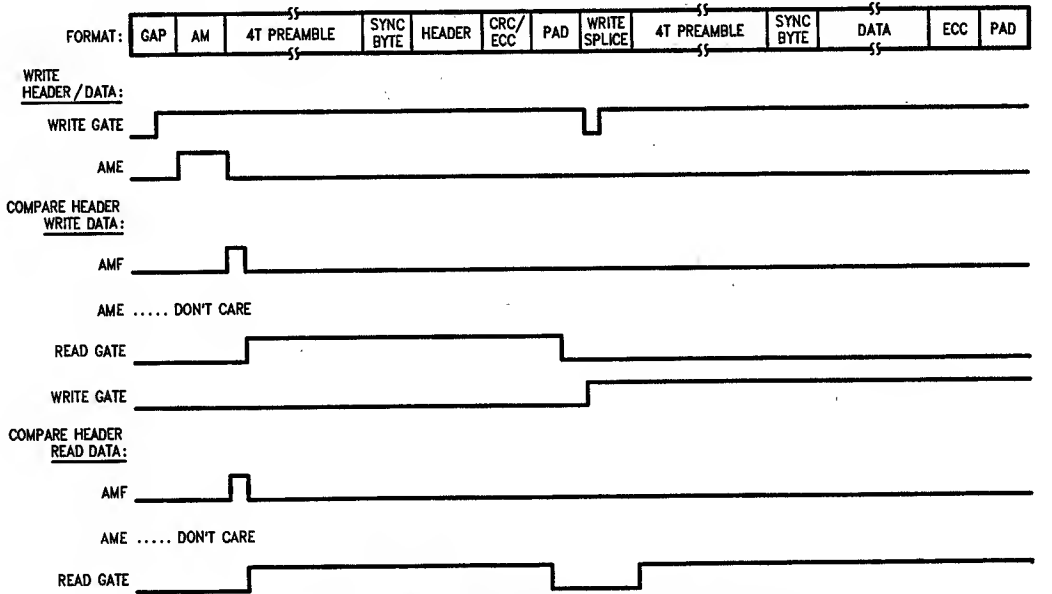 FORMAT: GAP AM 4T PREAMBLE SYNC BYTE HEADER CRC/ ECC PAD WRITE SPLICE 4T PREAMBLE SYNC BYTE DATA ECC PAD
WRITE
HEADER/DATA:
WRITE GATE
AME
COMPARE HEADER
WRITE DATA:
AMF
AME ..... DON'T CARE
READ GATE
WRITE GATE
COMPARE HEADER
READ DATA:
AMF
AME ..... DON'T CARE
READ GATE